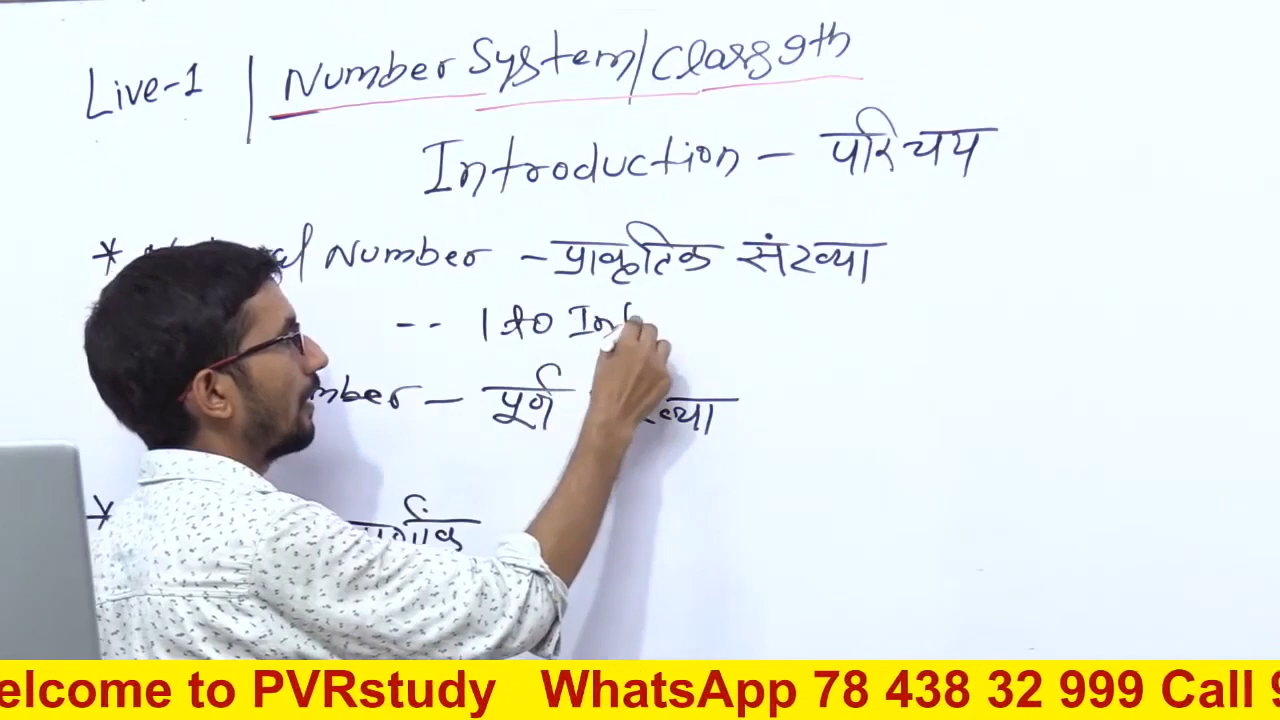 Live-1 | Number System/Class 9th
Introduction - परिचय
* Number - प्राकृतिक संख्या
-- 1 to Inf
- पूर्ण
*
elcome to PVRstudy WhatsApp 78 438 32 999 Call 9